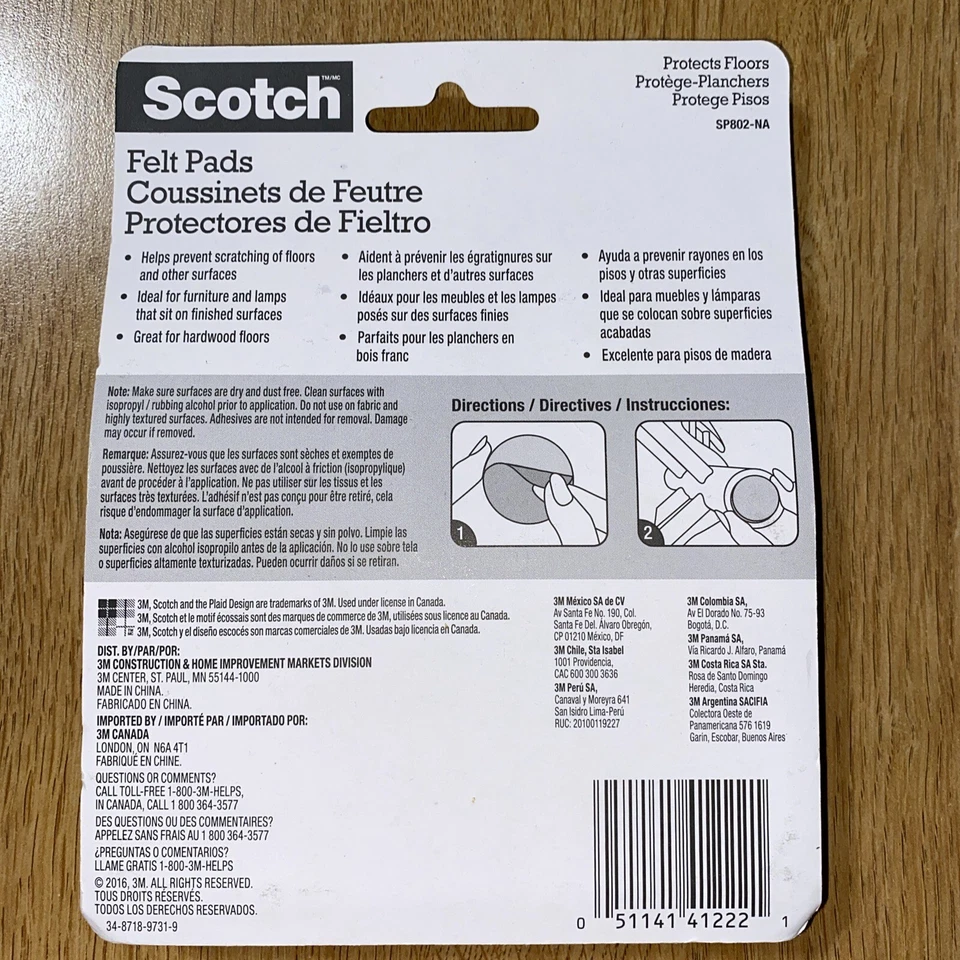 Scotch™/MC
Protects Floors
Protège-Planchers
Protege Pisos
SP802-NA
Felt Pads
Coussinets de Feutre
Protectores de Fieltro
• Helps prevent scratching of floors
and other surfaces
• Ideal for furniture and lamps
that sit on finished surfaces
• Great for hardwood floors
• Aident à prévenir les égratignures sur
les planchers et d'autres surfaces
• Idéaux pour les meubles et les lampes
posés sur des surfaces finies
• Parfaits pour les planchers en
bois franc
• Ayuda a prevenir rayones en los
pisos y otras superficies
• Ideal para muebles y lámparas
que se colocan sobre superficies
acabadas
• Excelente para pisos de madera
Note: Make sure surfaces are dry and dust free. Clean surfaces with
isopropyl / rubbing alcohol prior to application. Do not use on fabric and
highly textured surfaces. Adhesives are not intended for removal. Damage
may occur if removed.
Remarque: Assurez-vous que les surfaces sont sèches et exemptes de
poussière. Nettoyez les surfaces avec de l'alcool à friction (isopropylique)
avant de procéder à l'application. Ne pas utiliser sur les tissus et les
surfaces très texturées. L'adhésif n'est pas conçu pour être retiré, cela
risque d'endommager la surface d'application.
Nota: Asegúrese de que las superficies están secas y sin polvo. Limpie las
superficies con alcohol isopropilo antes de la aplicación. No lo use sobre tela
o superficies altamente texturizadas. Pueden ocurrir daños si se retiran.
Directions / Directives / Instrucciones:
1
2
3M, Scotch and the Plaid Design are trademarks of 3M. Used under license in Canada.
3M, Scotch et le motif écossais sont des marques de commerce de 3M, utilisées sous licence au Canada.
3M, Scotch y el diseño escocés son marcas comerciales de 3M. Usadas bajo licencia en Canada.
DIST. BY/PAR/POR:
3M CONSTRUCTION & HOME IMPROVEMENT MARKETS DIVISION
3M CENTER, ST. PAUL, MN 55144-1000
MADE IN CHINA.
FABRICADO EN CHINA.
IMPORTED BY / IMPORTÉ PAR / IMPORTADO POR:
3M CANADA
LONDON, ON N6A 4T1
FABRIQUÉ EN CHINE.
QUESTIONS OR COMMENTS?
CALL TOLL-FREE 1-800-3M-HELPS,
IN CANADA, CALL 1 800 364-3577
DES QUESTIONS OU DES COMMENTAIRES?
APPELEZ SANS FRAIS AU 1 800 364-3577
¿PREGUNTAS O COMENTARIOS?
LLAME GRATIS 1-800-3M-HELPS
© 2016, 3M. ALL RIGHTS RESERVED.
TOUS DROITS RÉSERVÉS.
TODOS LOS DERECHOS RESERVADOS.
34-8718-9731-9
3M México SA de CV
Av Santa Fe No. 190, Col.
Santa Fe Del. Álvaro Obregón,
CP 01210 México, DF
3M Chile, Sta Isabel
1001 Providencia,
CAC 600 300 3636
3M Perú SA,
Canaval y Moreyra 641
San Isidro Lima-Perú
RUC: 20100119227
3M Colombia SA,
Av El Dorado No. 75-93
Bogotá, D.C.
3M Panamá SA,
Vía Ricardo J. Alfaro, Panamá
3M Costa Rica SA Sta.
Rosa de Santo Domingo
Heredia, Costa Rica
3M Argentina SACIFIA
Colectora Oeste de
Panamericana 576 1619
Garin, Escobar, Buenos Aires
0 51141 41222 1